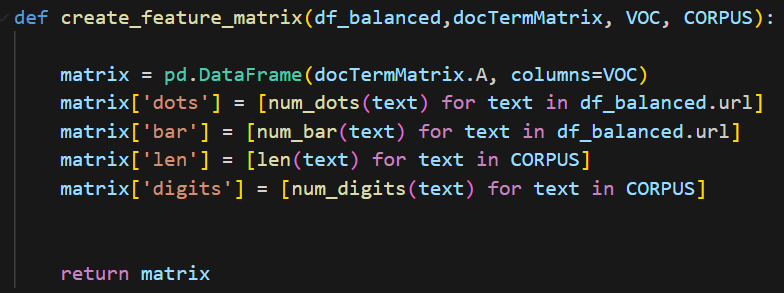 def create_feature_matrix(df_balanced,docTermMatrix, VOC, CORPUS):
    matrix = pd.DataFrame(docTermMatrix.A, columns=VOC)
    matrix['dots'] = [num_dots(text) for text in df_balanced.url]
    matrix['bar'] = [num_bar(text) for text in df_balanced.url]
    matrix['len'] = [len(text) for text in CORPUS]
    matrix['digits'] = [num_digits(text) for text in CORPUS]
    return matrix